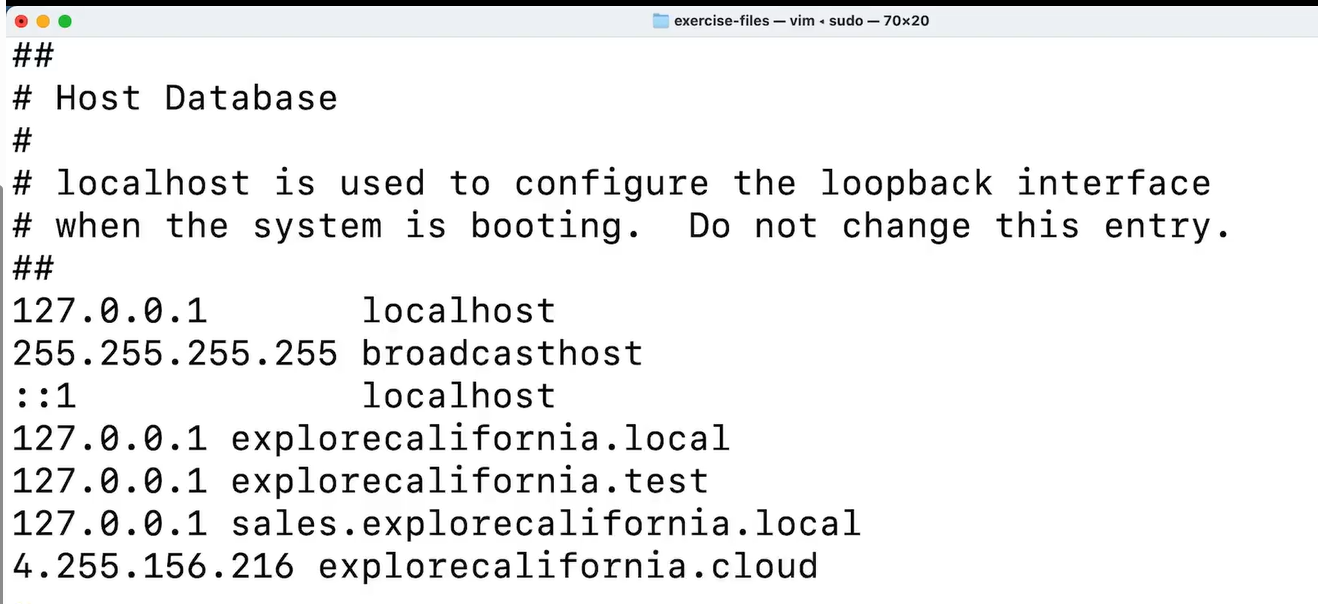 exercise-files — vim ◂ sudo — 70×20
##
# Host Database
#
# localhost is used to configure the loopback interface
# when the system is booting.  Do not change this entry.
##
127.0.0.1       localhost
255.255.255.255 broadcasthost
::1             localhost
127.0.0.1 explorecalifornia.local
127.0.0.1 explorecalifornia.test
127.0.0.1 sales.explorecalifornia.local
4.255.156.216 explorecalifornia.cloud